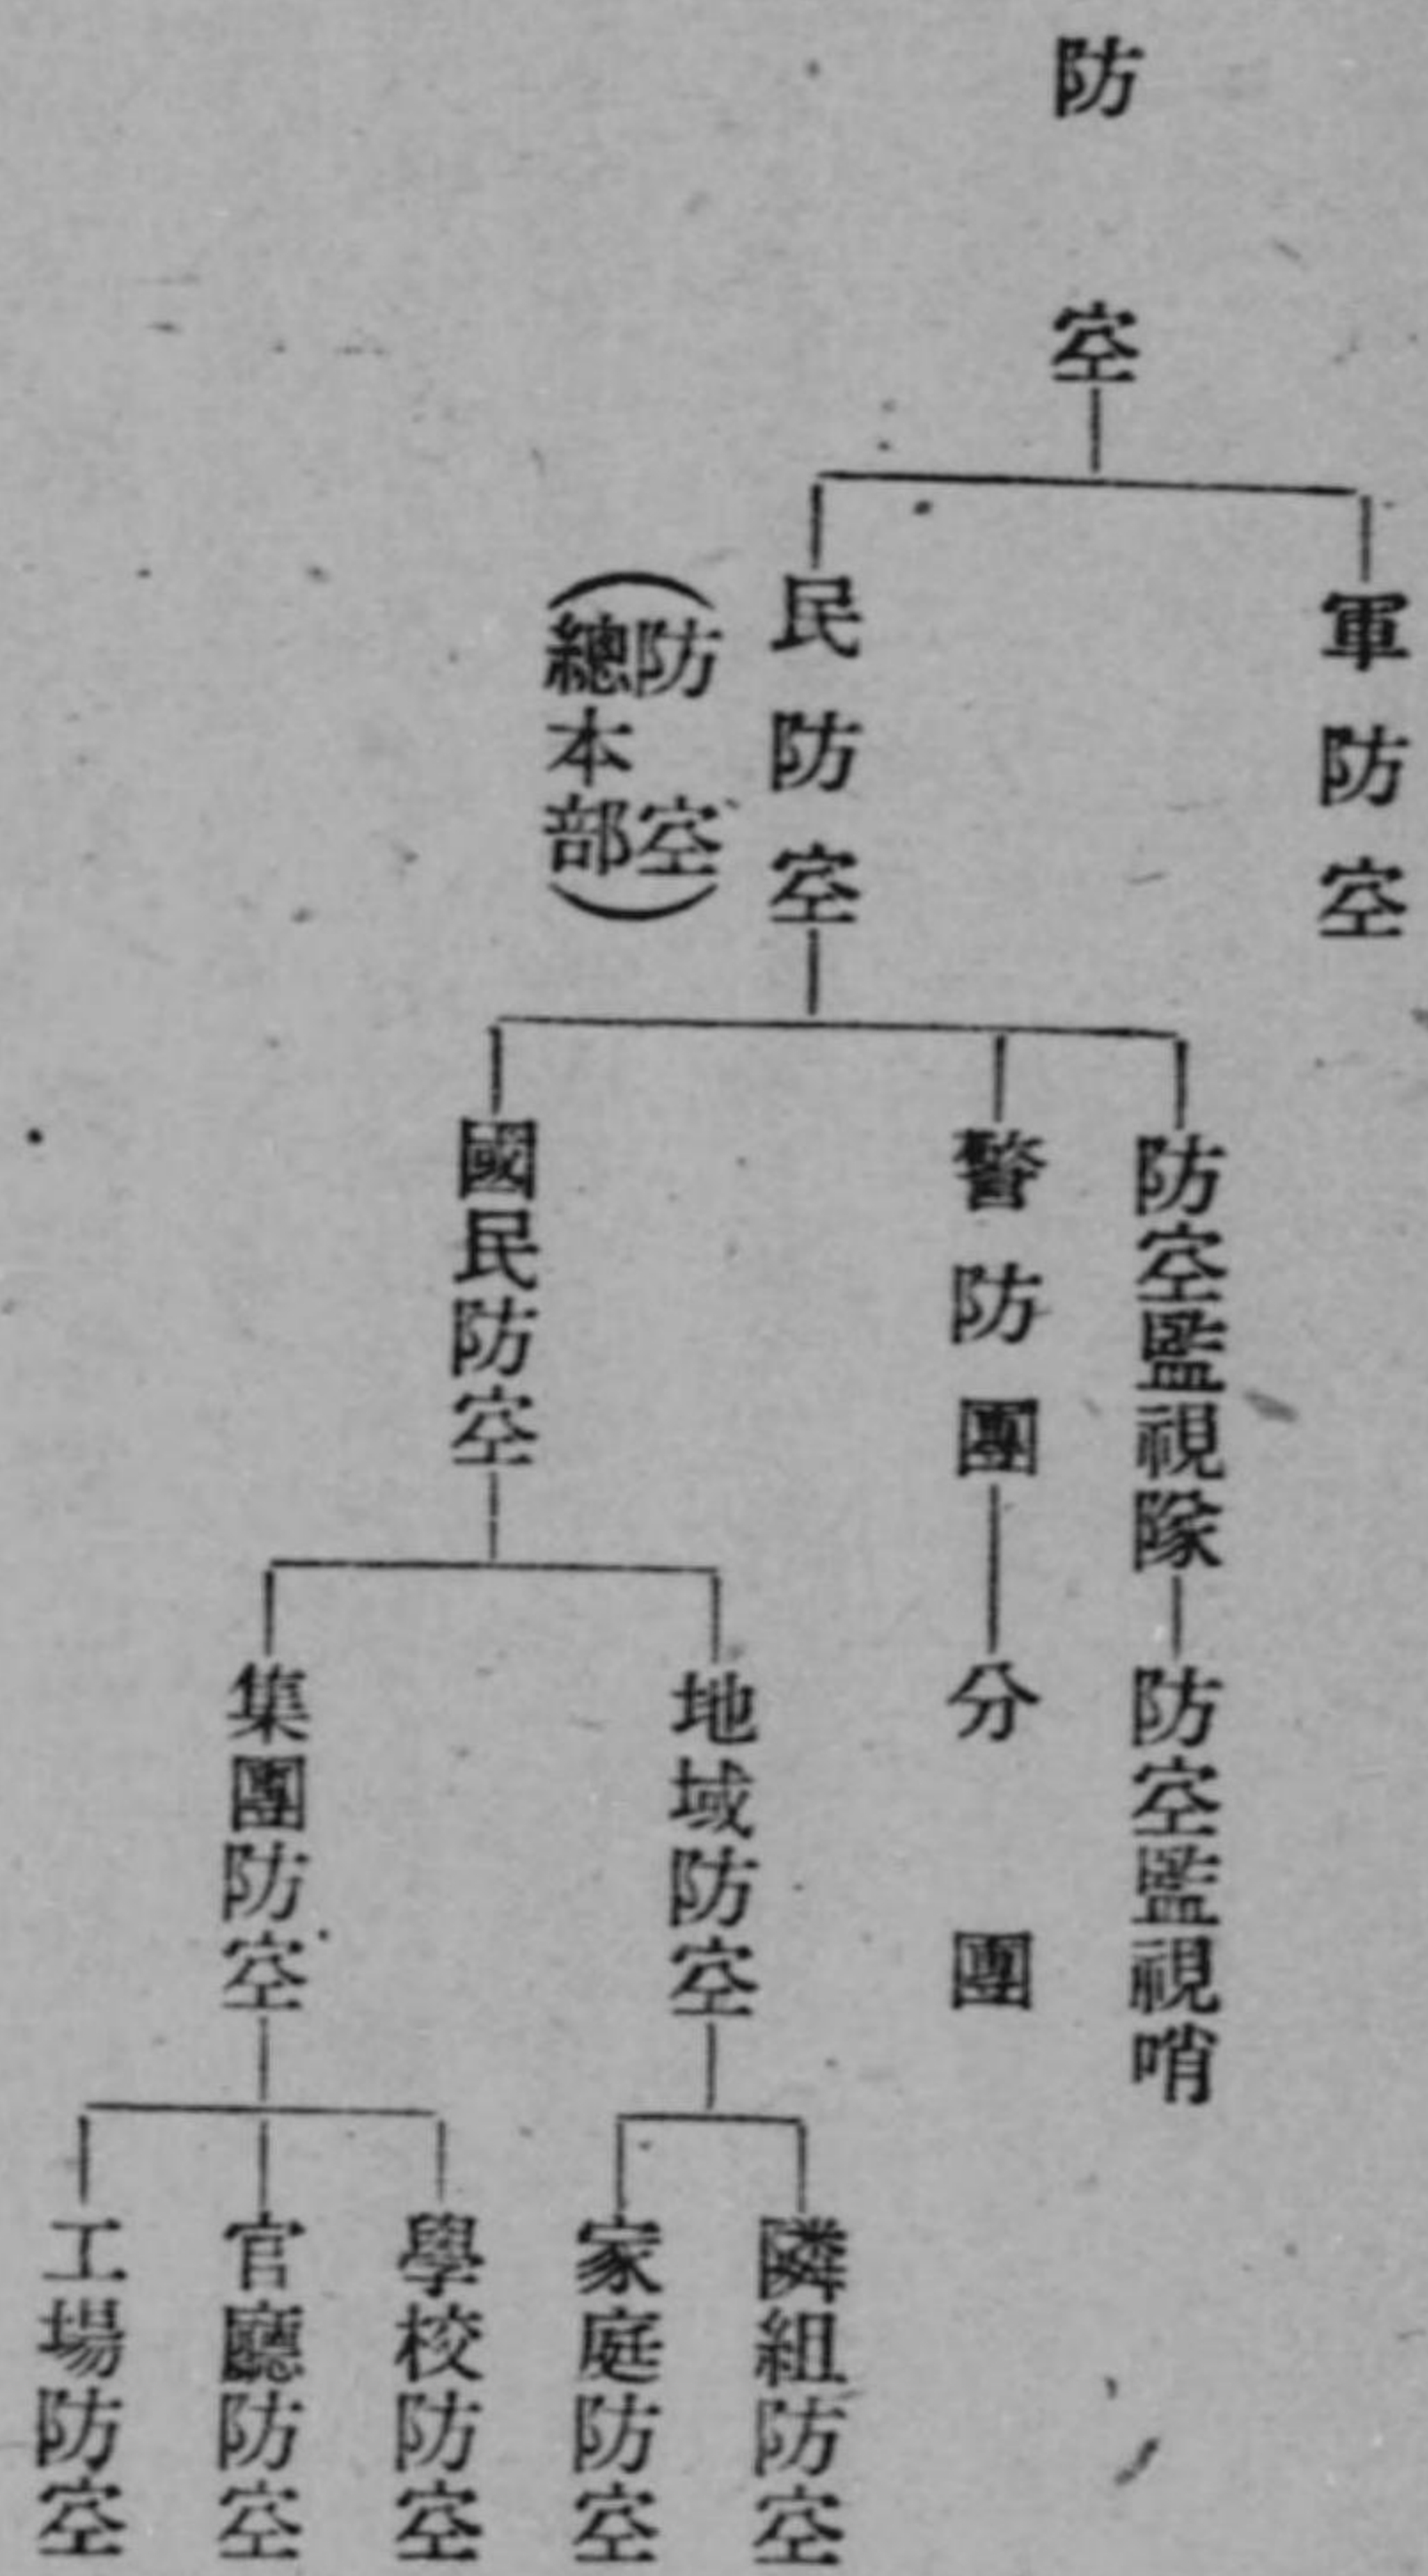 防空
軍防空
民防空
（防空
總本部）
防空監視隊
防空監視哨
警防團
分團
國民防空
地域防空
隣組防空
家庭防空
集團防空
學校防空
官廳防空
工場防空